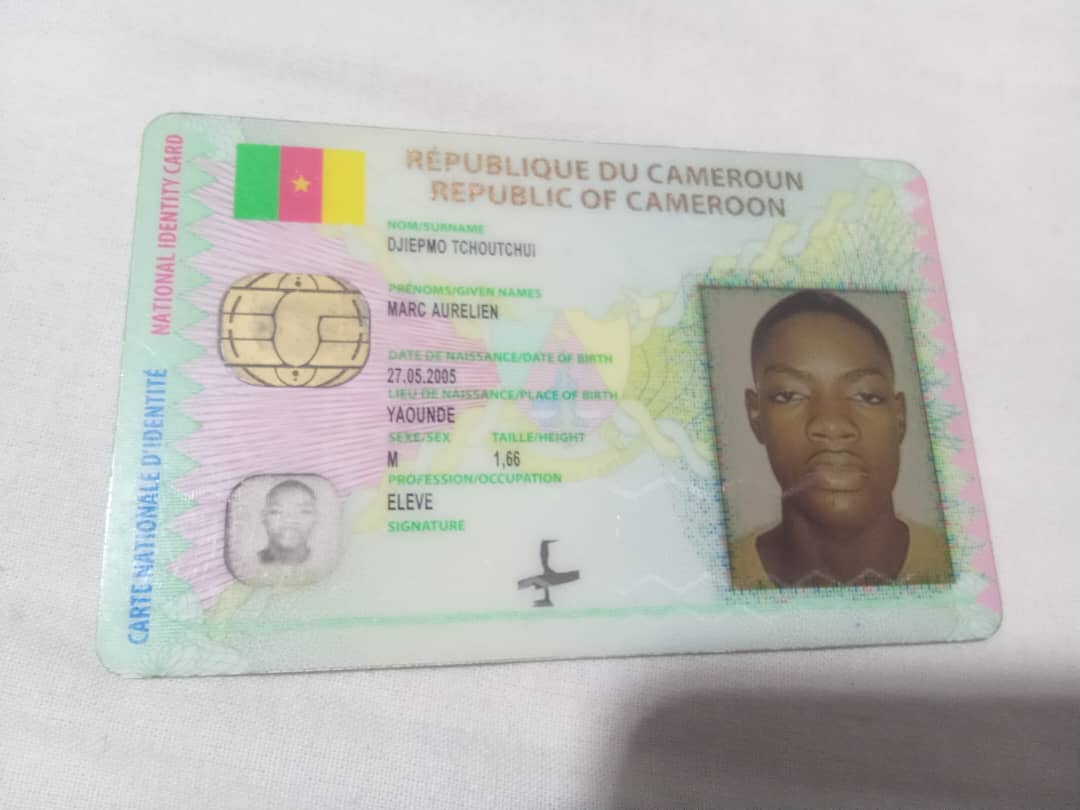 RÉPUBLIQUE DU CAMEROUN
REPUBLIC OF CAMEROON
NATIONAL IDENTITY CARD
CARTE NATIONALE D'IDENTITÉ
NOM/SURNAME
DJIEPMO TCHOUTCHUI
PRÉNOMS/GIVEN NAMES
MARC AURELIEN
DATE DE NAISSANCE/DATE OF BIRTH
27.05.2005
LIEU DE NAISSANCE/PLACE OF BIRTH
YAOUNDE
SEXE/SEX TAILLE/HEIGHT
M 1,66
PROFESSION/OCCUPATION
ELEVE
SIGNATURE